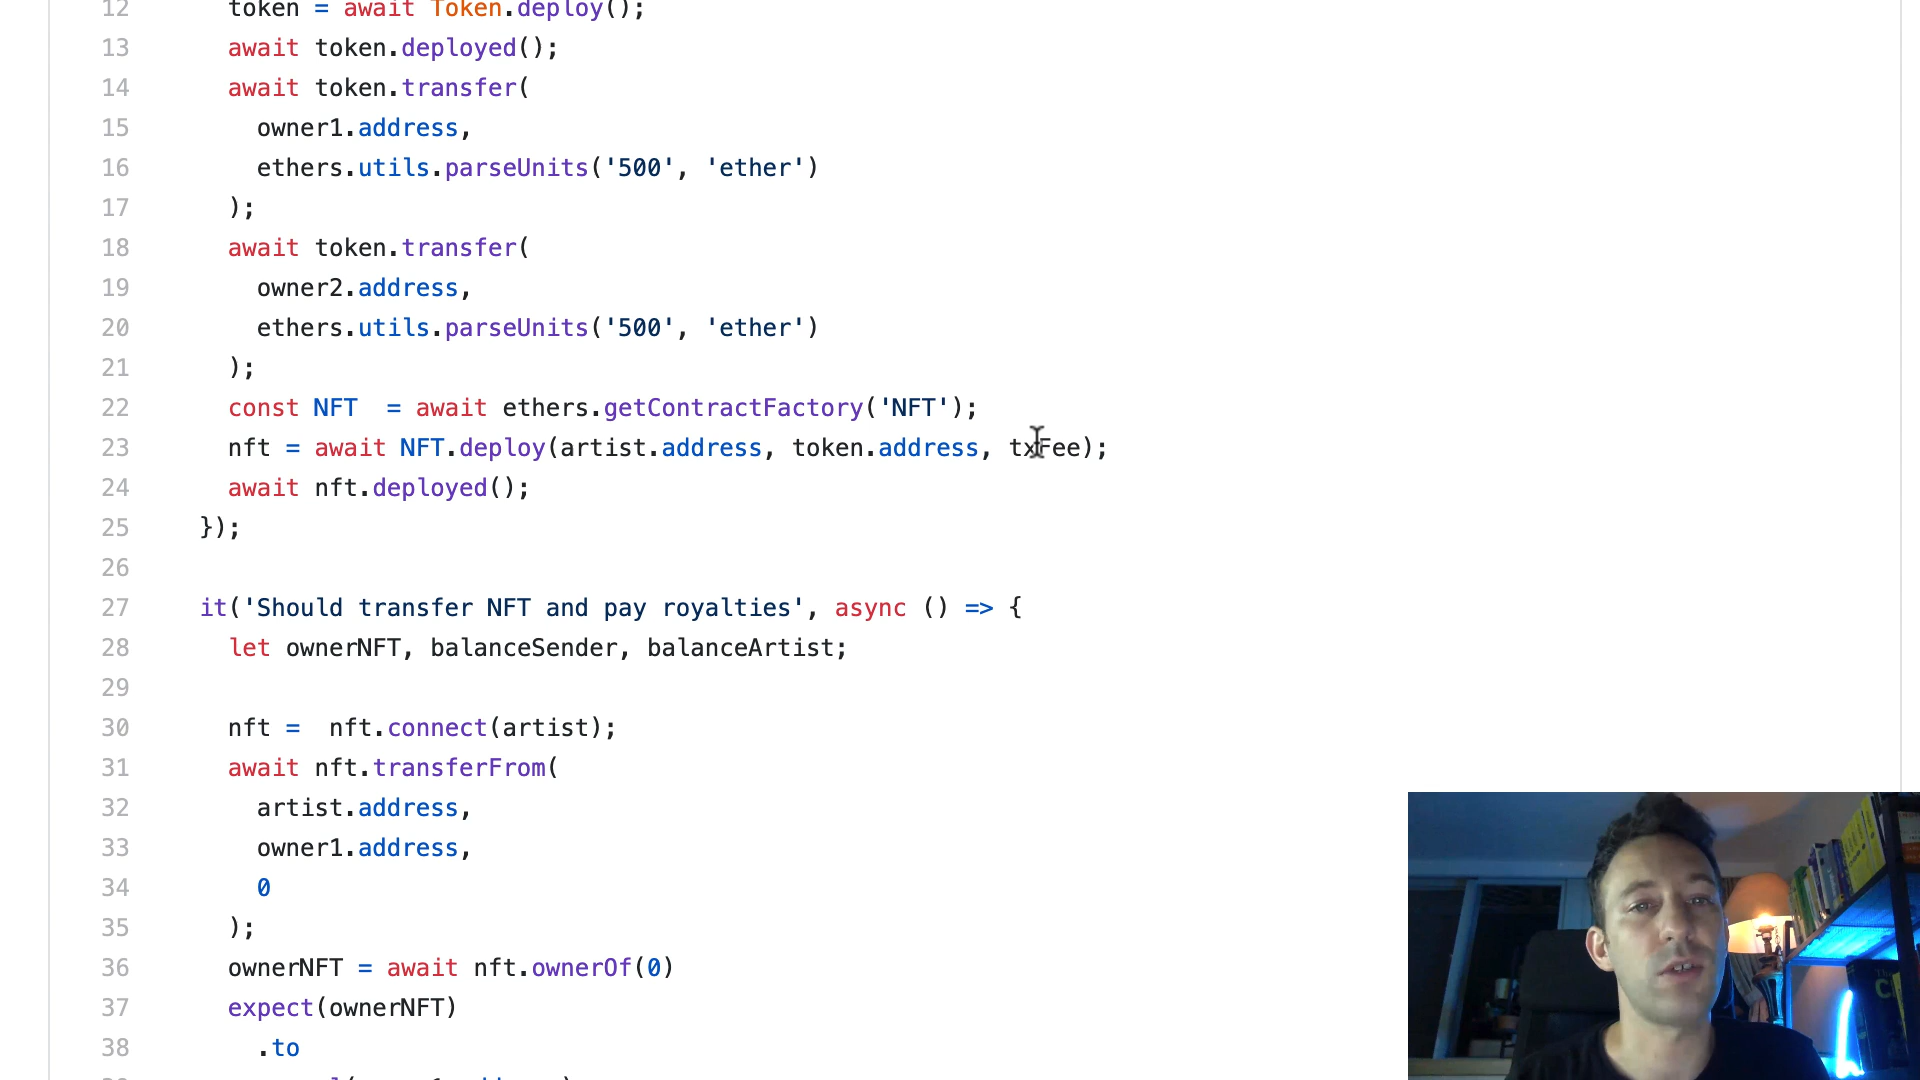 12 token = await Token.deploy();
13 await token.deployed();
14 await token.transfer(
15 owner1.address,
16 ethers.utils.parseUnits('500', 'ether')
17 );
18 await token.transfer(
19 owner2.address,
20 ethers.utils.parseUnits('500', 'ether')
21 );
22 const NFT  = await ethers.getContractFactory('NFT');
23 nft = await NFT.deploy(artist.address, token.address, txFee);
24 await nft.deployed();
25 });
26
27 it('Should transfer NFT and pay royalties', async () => {
28 let ownerNFT, balanceSender, balanceArtist;
29
30 nft =  nft.connect(artist);
31 await nft.transferFrom(
32 artist.address,
33 owner1.address,
34 0
35 );
36 ownerNFT = await nft.ownerOf(0)
37 expect(ownerNFT)
38 .to